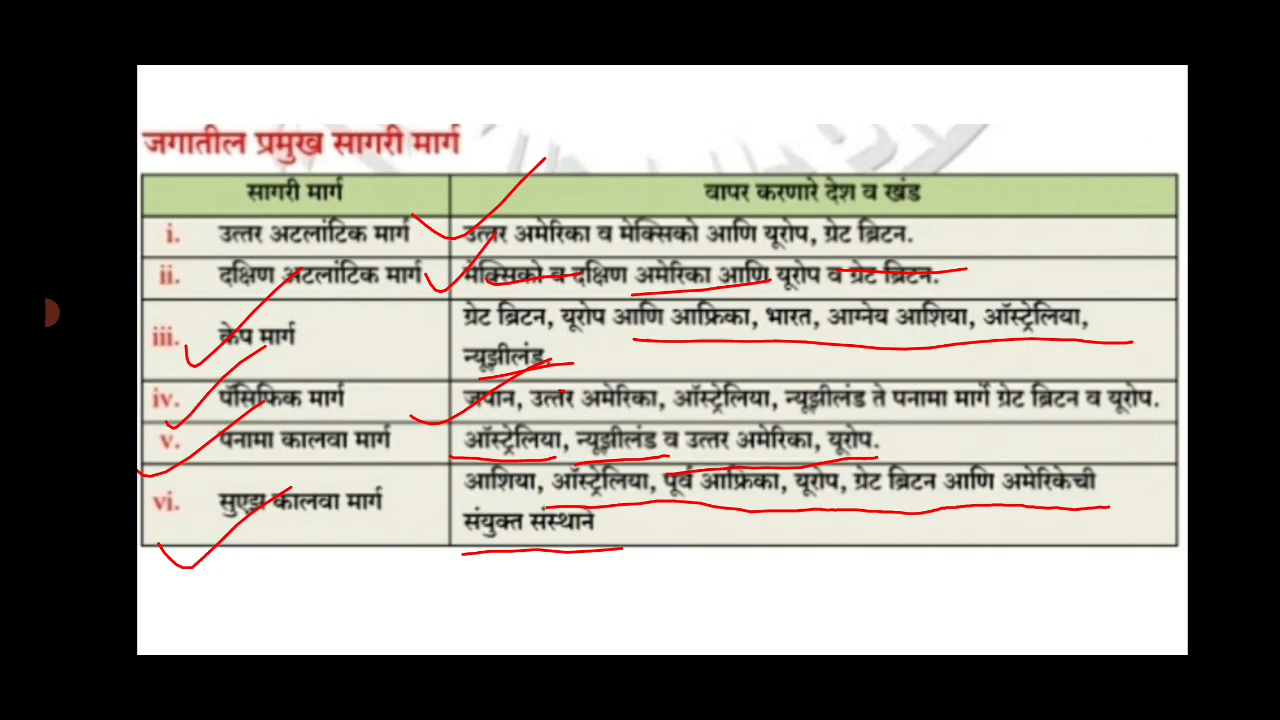 जगातील प्रमुख सागरी मार्ग
सागरी मार्ग वापर करणारे देश व खंड
i. उत्तर अटलांटिक मार्ग उत्तर अमेरिका व मेक्सिको आणि यूरोप, ग्रेट ब्रिटन.
ii. दक्षिण अटलांटिक मार्ग मेक्सिको व दक्षिण अमेरिका आणि यूरोप व ग्रेट ब्रिटन.
iii. केप मार्ग ग्रेट ब्रिटन, यूरोप आणि आफ्रिका, भारत, आग्नेय आशिया, ऑस्ट्रेलिया,
न्यूझीलंड.
iv. पॅसिफिक मार्ग जपान, उत्तर अमेरिका, ऑस्ट्रेलिया, न्यूझीलंड ते पनामा मार्गे ग्रेट ब्रिटन व यूरोप.
v. पनामा कालवा मार्ग ऑस्ट्रेलिया, न्यूझीलंड व उत्तर अमेरिका, यूरोप.
vi. सुएझ कालवा मार्ग आशिया, ऑस्ट्रेलिया, पूर्व आफ्रिका, यूरोप, ग्रेट ब्रिटन आणि अमेरिकेची
संयुक्त संस्थाने